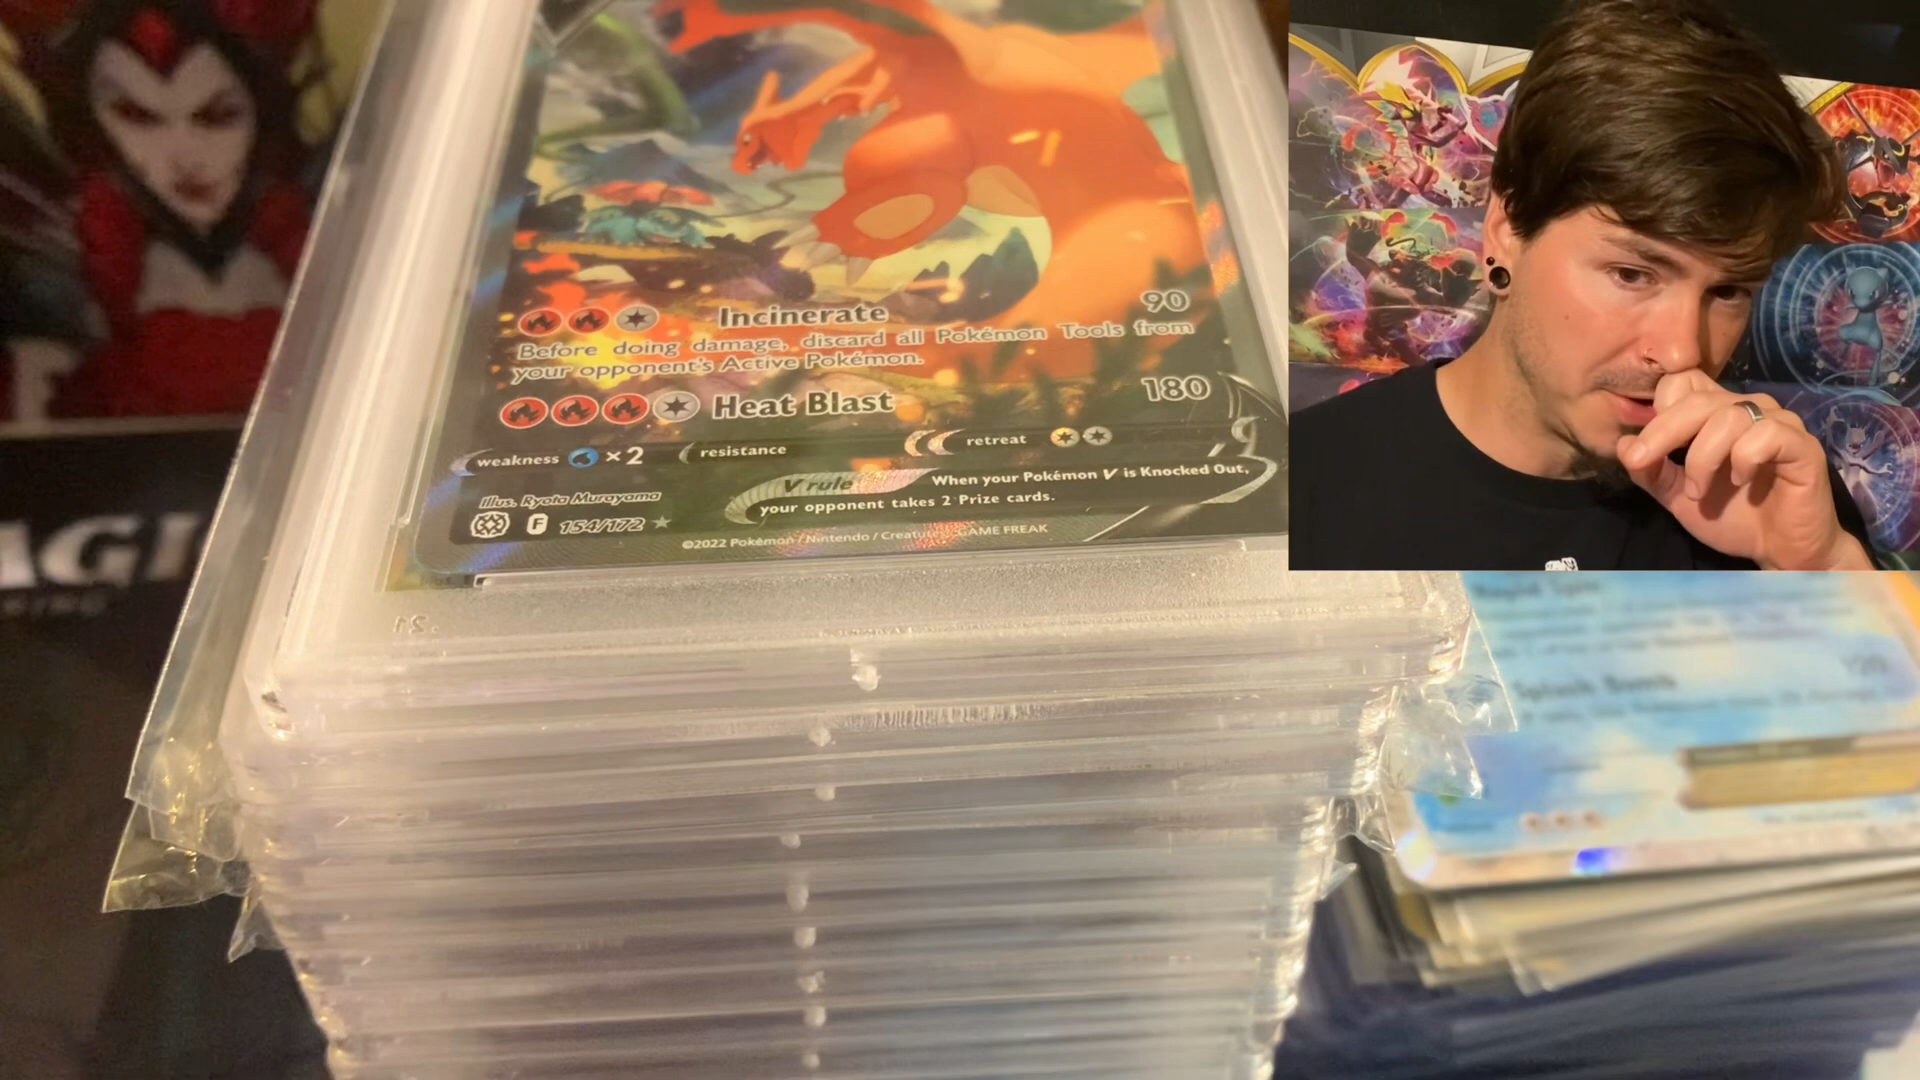 Incinerate 90
Before doing damage, discard all Pokémon Tools from
your opponent's Active Pokémon.
Heat Blast 180
weakness ×2 resistance retreat
V rule When your Pokémon V is Knocked Out,
your opponent takes 2 Prize cards.
Illus. Ryota Murayama
F 154/172
©2022 Pokémon / Nintendo / Creatures / GAME FREAK